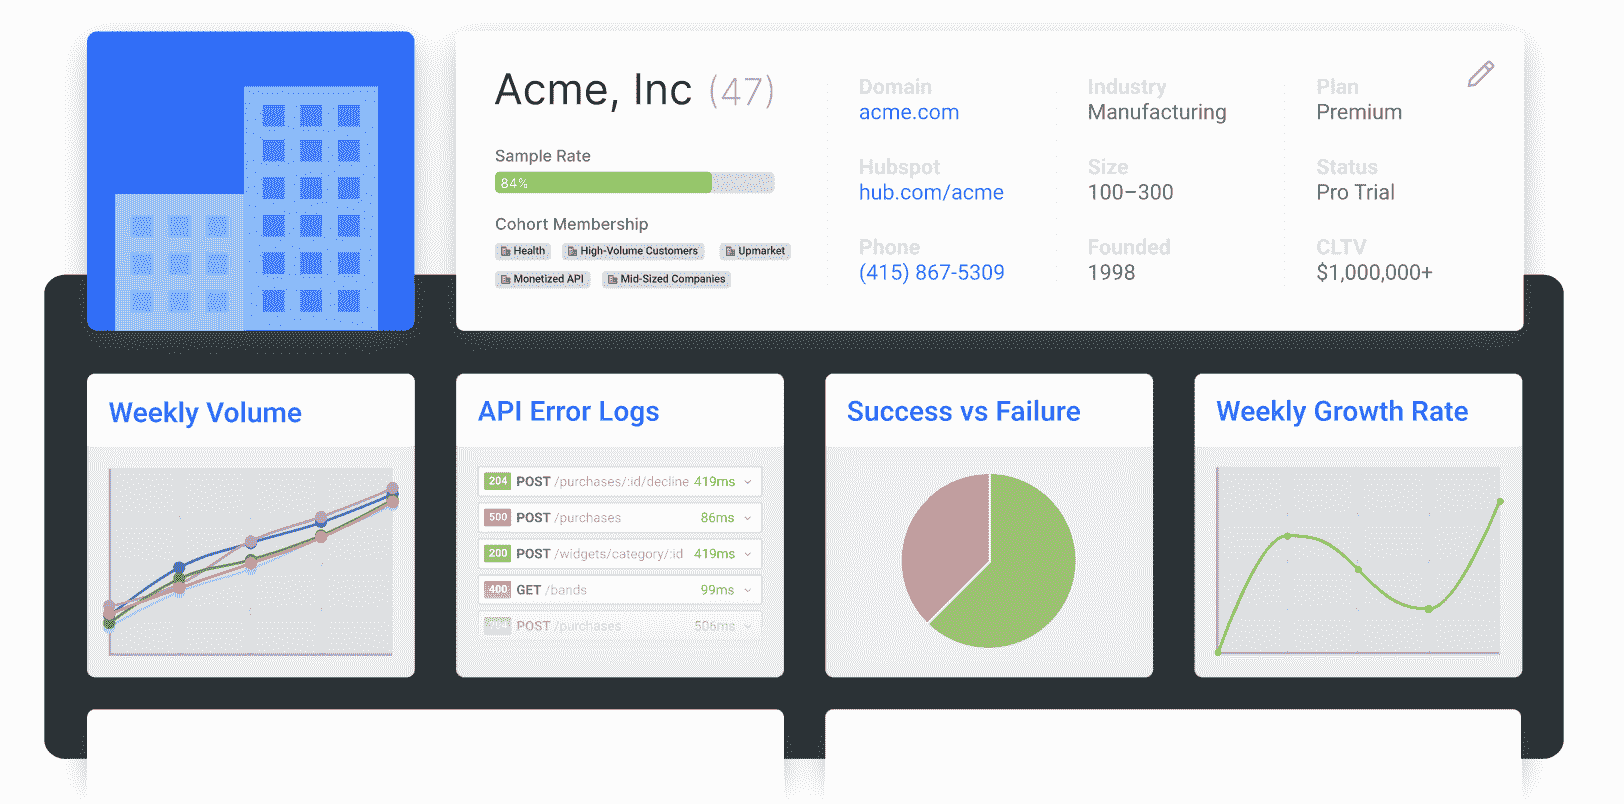 Acme, Inc (47)
Sample Rate
84%
Cohort Membership
Health
High-Volume Customers
Upmarket
Monetized API
Mid-Sized Companies
Domain
acme.com
Industry
Manufacturing
Plan
Premium
Hubspot
hub.com/acme
Size
100–300
Status
Pro Trial
Phone
(415) 867-5309
Founded
1998
CLTV
$1,000,000+
Weekly Volume
API Error Logs
204 POST /purchases/:id/decline 419ms
500 POST /purchases 86ms
200 POST /widgets/category/:id 419ms
400 GET /bands 99ms
POST /purchases 506ms
Success vs Failure
Weekly Growth Rate